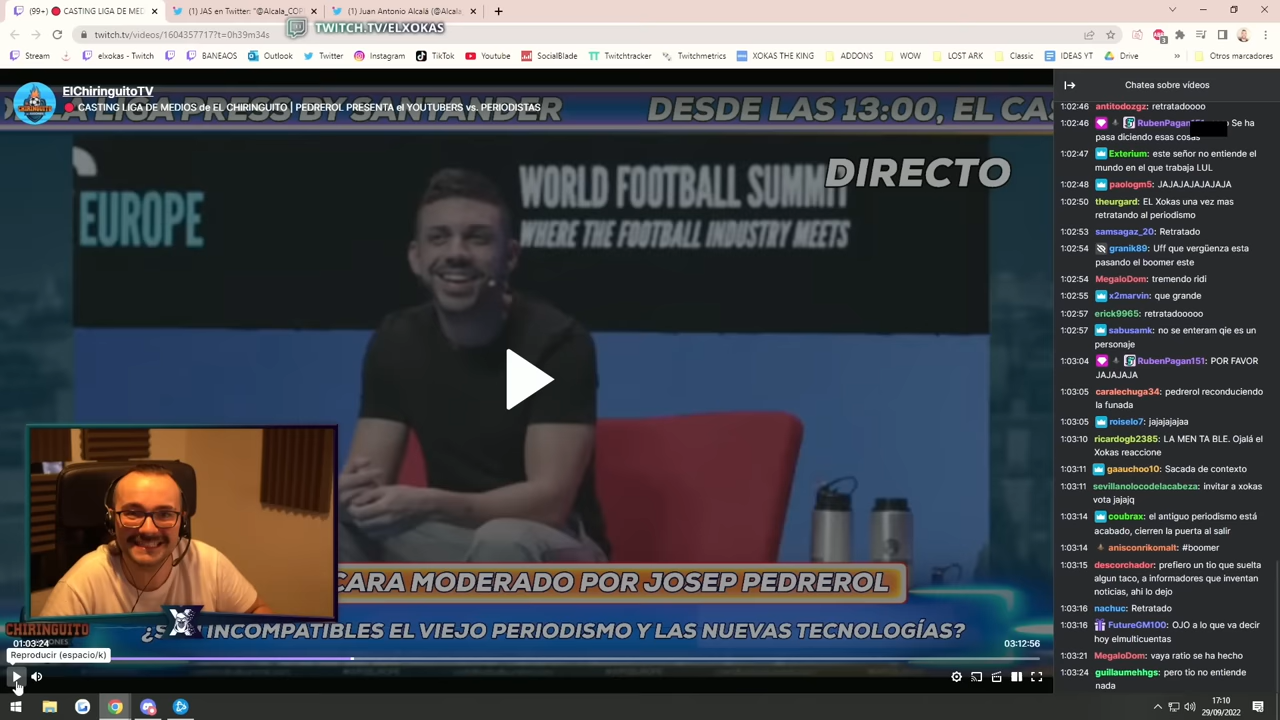 (99+) 🔴 CASTING LIGA DE MED
(1) JAS en Twitter: "@Alcala_COP
(1) Juan Antonio Alcalá (@Alcala_
TWITCH.TV/ELXOKAS
twitch.tv/videos/1604357717?t=0h39m34s
Stream
elxokas - Twitch
BANEAOS
Outlook
Twitter
Instagram
TikTok
Youtube
SocialBlade
Twitchtracker
Twitchmetrics
XOKAS THE KING
ADDONS
WOW
LOST ARK
Classic
IDEAS YT
Drive
»
Otros marcadores
ElChiringuitoTV
🔴 CASTING LIGA DE MEDIOS de EL CHIRINGUITO | PEDREROL PRESENTA el YOUTUBERS vs. PERIODISTAS
LA LIGA PRESS BY SANTANDER
DESDE LAS 13:00, EL CAS
DIRECTO
EUROPE
WORLD FOOTBALL SUMMIT
WHERE THE FOOTBALL INDUSTRY MEETS
CARA MODERADO POR JOSEP PEDREROL
CHIRINGUITO
¿S N INCOMPATIBLES EL VIEJO PERIODISMO Y LAS NUEVAS TECNOLOGÍAS?
01:03:24
03:12:56
Reproducir (espacio/k)
Chatea sobre vídeos
1:02:46 antitodozgz: retratadoooo
1:02:46 RubenPagan151: Se ha
pasa diciendo esas cosas
1:02:47 Exterium: este señor no entiende el
mundo en el que trabaja LUL
1:02:48 paologm5: JAJAJAJAJAJAJA
1:02:50 theurgard: EL Xokas una vez mas
retratando al periodismo
1:02:53 samsagaz_20: Retratado
1:02:54 granik89: Uff que vergüenza esta
pasando el boomer este
1:02:54 MegaloDom: tremendo ridi
1:02:55 x2marvin: que grande
1:02:57 erick9965: retratadooooo
1:02:57 sabusamk: no se enteram qie es un
personaje
1:03:04 RubenPagan151: POR FAVOR
JAJAJAJA
1:03:05 caralechuga34: pedrerol reconduciendo
la funada
1:03:05 roiselo7: jajajajajaa
1:03:10 ricardogb2385: LA MEN TA BLE. Ojalá el
Xokas reaccione
1:03:11 gaauchoo10: Sacada de contexto
1:03:11 sevillanolocodelacabeza: invitar a xokas
vota jajajq
1:03:14 coubrax: el antiguo periodismo está
acabado, cierren la puerta al salir
1:03:14 anisconrikomalt: #boomer
1:03:15 descorchador: prefiero un tio que suelta
algun taco, a informadores que inventan
noticias, ahi lo dejo
1:03:16 nachuc: Retratado
1:03:16 FutureGM100: OJO a lo que va decir
hoy elmulticuentas
1:03:21 MegaloDom: vaya ratio se ha hecho
1:03:24 guillaumehhgs: pero tio no entiende
nada
17:10
29/09/2022